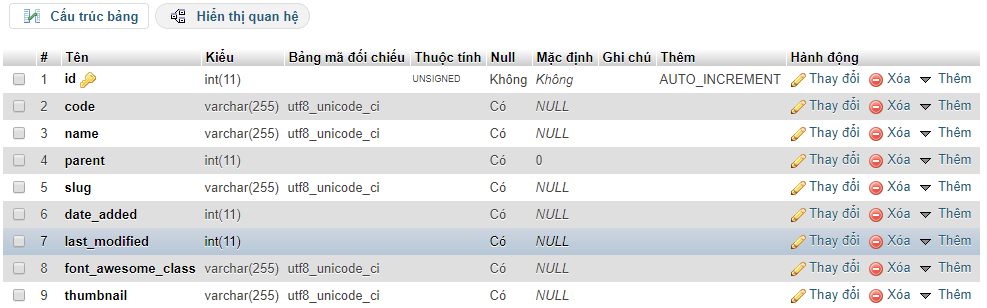 Cấu trúc bảng Hiển thị quan hệ
# Tên Kiểu Bảng mã đối chiếu Thuộc tính Null Mặc định Ghi chú Thêm Hành động
1 id int(11) UNSIGNED Không Không AUTO_INCREMENT Thay đổi Xóa Thêm
2 code varchar(255) utf8_unicode_ci Có NULL Thay đổi Xóa Thêm
3 name varchar(255) utf8_unicode_ci Có NULL Thay đổi Xóa Thêm
4 parent int(11) Có 0 Thay đổi Xóa Thêm
5 slug varchar(255) utf8_unicode_ci Có NULL Thay đổi Xóa Thêm
6 date_added int(11) Có NULL Thay đổi Xóa Thêm
7 last_modified int(11) Có NULL Thay đổi Xóa Thêm
8 font_awesome_class varchar(255) utf8_unicode_ci Có NULL Thay đổi Xóa Thêm
9 thumbnail varchar(255) utf8_unicode_ci Có NULL Thay đổi Xóa Thêm